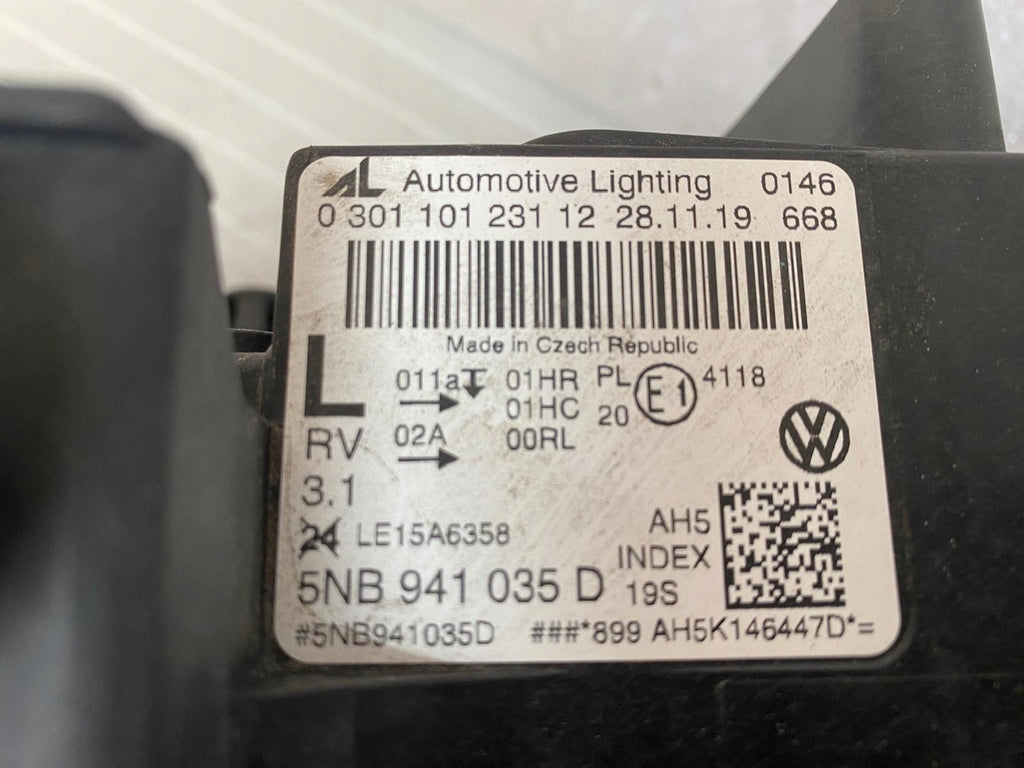 AL Automotive Lighting 0146
0 301 101 231 12 28.11.19 668
Made in Czech Republic
L 011a 01HR PL E1 4118
01HC 20
RV 02A 00RL
3.1
24 LE15A6358 AH5
INDEX
5NB 941 035 D 19S
#5NB941035D ###*899 AH5K146447D*=